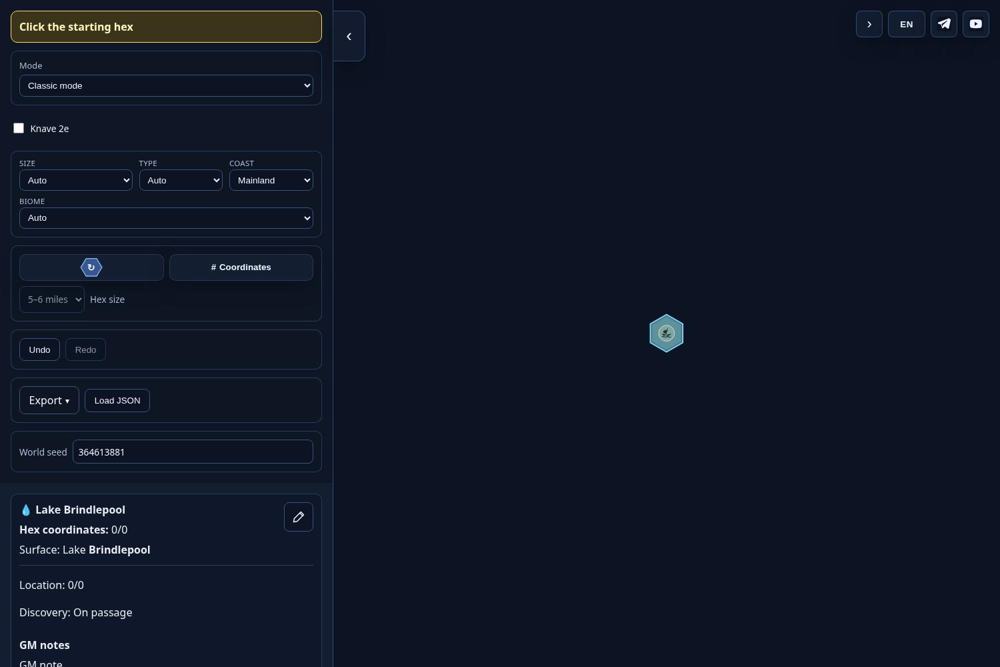 Click the starting hex
‹
› EN
Mode
Classic mode
Knave 2e
SIZE TYPE COAST
Auto Auto Mainland
BIOME
Auto
↻ # Coordinates
5–6 miles Hex size
Undo Redo
Export ▾ Load JSON
World seed 364613881
💧 Lake Brindlepool
Hex coordinates: 0/0
Surface: Lake Brindlepool
Location: 0/0
Discovery: On passage
GM notes
GM note